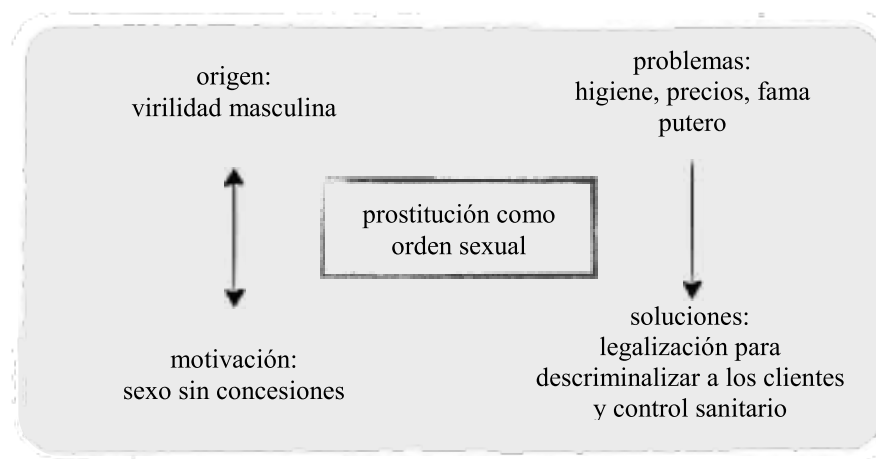 origen:
virilidad masculina
problemas:
higiene, precios, fama
putero
prostitución como
orden sexual
motivación:
sexo sin concesiones
soluciones:
legalización para
descriminalizar a los clientes
y control sanitario